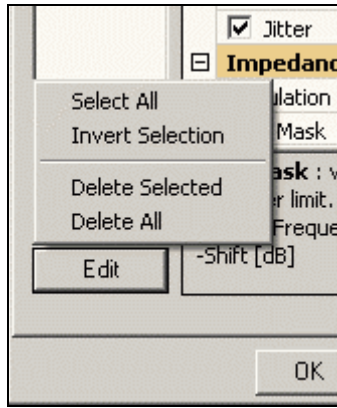 Jitter
Impedanc
Select All
ulation
Invert Selection
Mask
Delete Selected
ask : v
r limit.
Delete All
Freque
Edit
-Shift [dB]
OK